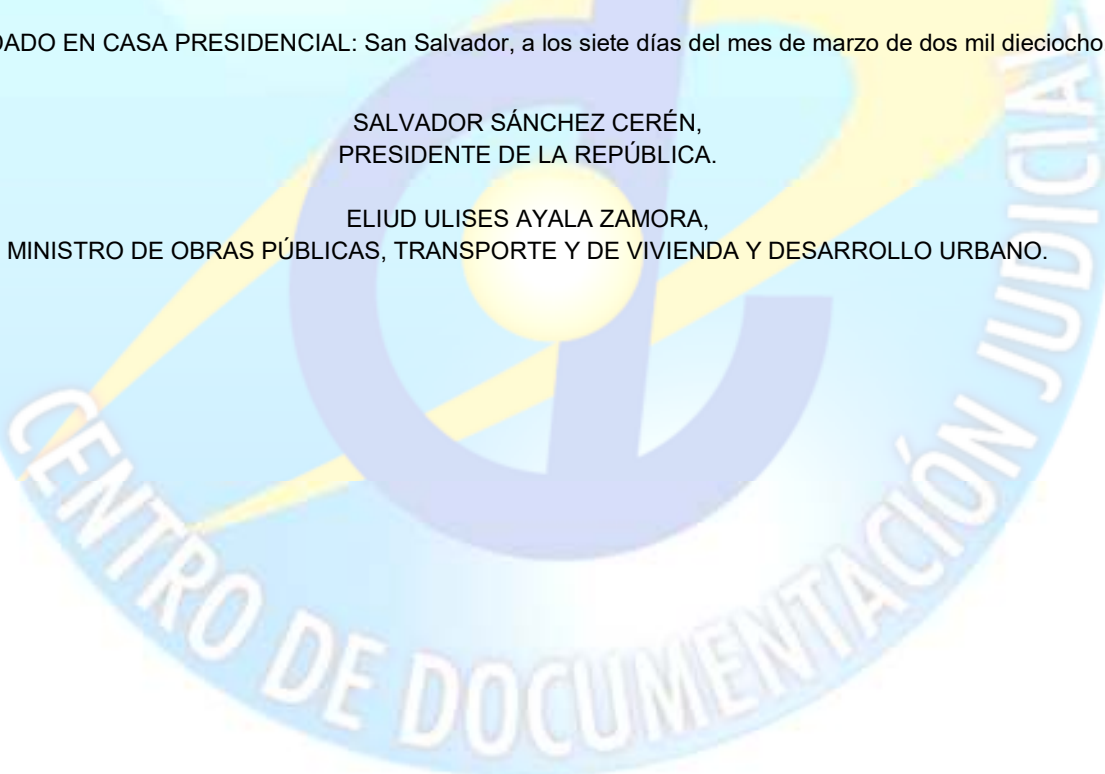 DADO EN CASA PRESIDENCIAL: San Salvador, a los siete días del mes de marzo de dos mil dieciocho
SALVADOR SÁNCHEZ CERÉN,
PRESIDENTE DE LA REPÚBLICA.
ELIUD ULISES AYALA ZAMORA,
MINISTRO DE OBRAS PÚBLICAS, TRANSPORTE Y DE VIVIENDA Y DESARROLLO URBANO.
CENTRO DE DOCUMENTACIÓN JUDICIAL